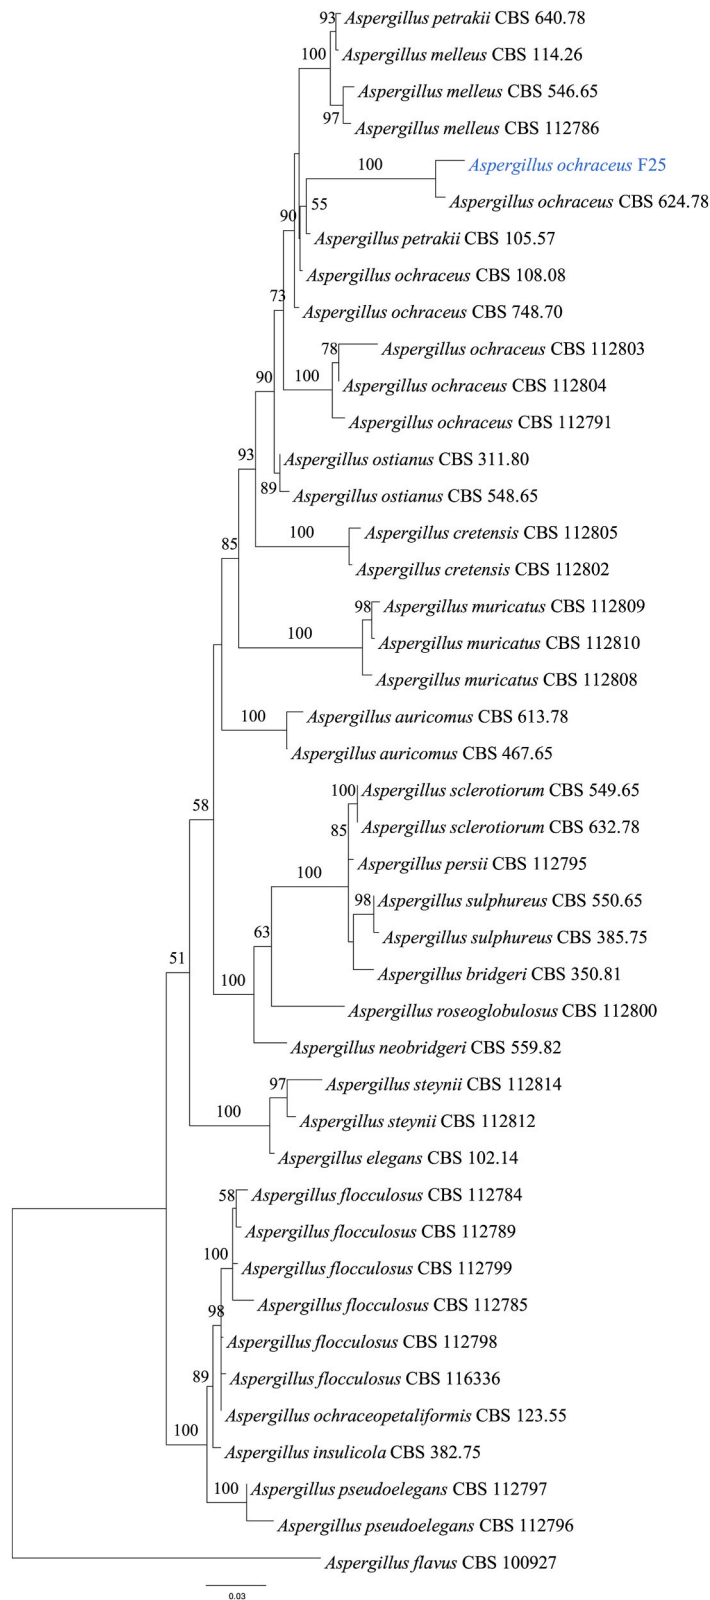 93
Aspergillus petrakii CBS 640.78
100
Aspergillus melleus CBS 114.26
Aspergillus melleus CBS 546.65
97
Aspergillus melleus CBS 112786
100
Aspergillus ochraceus F25
Aspergillus ochraceus CBS 624.78
55
90
Aspergillus petrakii CBS 105.57
Aspergillus ochraceus CBS 108.08
73
Aspergillus ochraceus CBS 748.70
78
Aspergillus ochraceus CBS 112803
90
100
Aspergillus ochraceus CBS 112804
Aspergillus ochraceus CBS 112791
93
Aspergillus ostianus CBS 311.80
89
Aspergillus ostianus CBS 548.65
100
Aspergillus cretensis CBS 112805
85
Aspergillus cretensis CBS 112802
98
Aspergillus muricatus CBS 112809
100
Aspergillus muricatus CBS 112810
Aspergillus muricatus CBS 112808
100
Aspergillus auricomus CBS 613.78
Aspergillus auricomus CBS 467.65
100
Aspergillus sclerotiorum CBS 549.65
58
85
Aspergillus sclerotiorum CBS 632.78
Aspergillus persii CBS 112795
100
98
Aspergillus sulphureus CBS 550.65
63
Aspergillus sulphureus CBS 385.75
51
100
Aspergillus bridgeri CBS 350.81
Aspergillus roseoglobulosus CBS 112800
Aspergillus neobridgeri CBS 559.82
97
Aspergillus steynii CBS 112814
100
Aspergillus steynii CBS 112812
Aspergillus elegans CBS 102.14
58
Aspergillus flocculosus CBS 112784
Aspergillus flocculosus CBS 112789
100
Aspergillus flocculosus CBS 112799
Aspergillus flocculosus CBS 112785
98
Aspergillus flocculosus CBS 112798
89
Aspergillus flocculosus CBS 116336
Aspergillus ochraceopetaliformis CBS 123.55
100
Aspergillus insulicola CBS 382.75
100
Aspergillus pseudoelegans CBS 112797
Aspergillus pseudoelegans CBS 112796
Aspergillus flavus CBS 100927
0.03